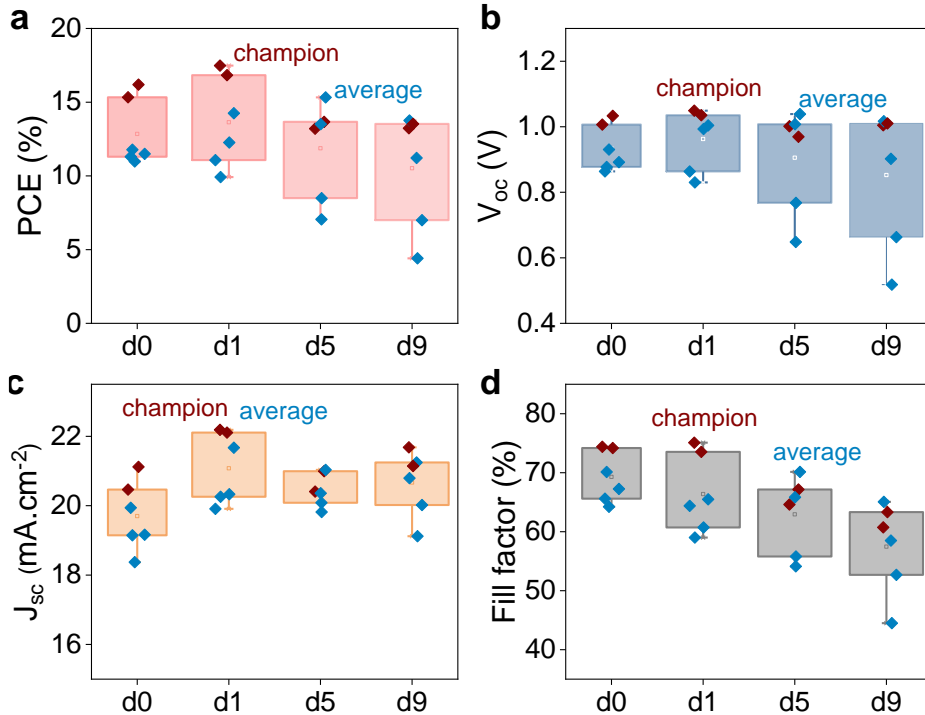 a
PCE (%)
20
15
10
5
0
champion
average
d0 d1 d5 d9
b
V_oc (V)
1.2
1.0
0.8
0.6
0.4
champion
average
d0 d1 d5 d9
c
J_sc (mA.cm⁻²)
22
20
18
16
champion average
d0 d1 d5 d9
d
Fill factor (%)
80
70
60
50
40
champion
average
d0 d1 d5 d9